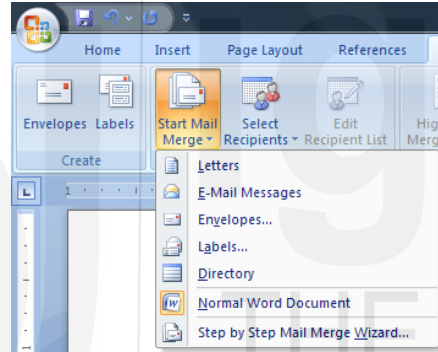 Home Insert Page Layout References
Envelopes Labels Start Mail Merge Select Recipients Edit Recipient List
Create
L
Letters
E-Mail Messages
Envelopes...
Labels...
Directory
Normal Word Document
Step by Step Mail Merge Wizard...